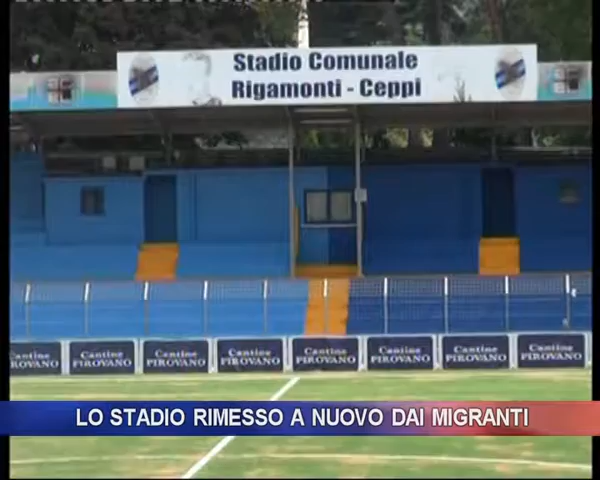 Stadio Comunale
Rigamonti - Ceppi
Cantine PIROVANO Cantine PIROVANO Cantine PIROVANO Cantine PIROVANO Cantine PIROVANO Cantine PIROVANO Cantine PIROVANO Cantine PIROVANO
LO STADIO RIMESSO A NUOVO DAI MIGRANTI